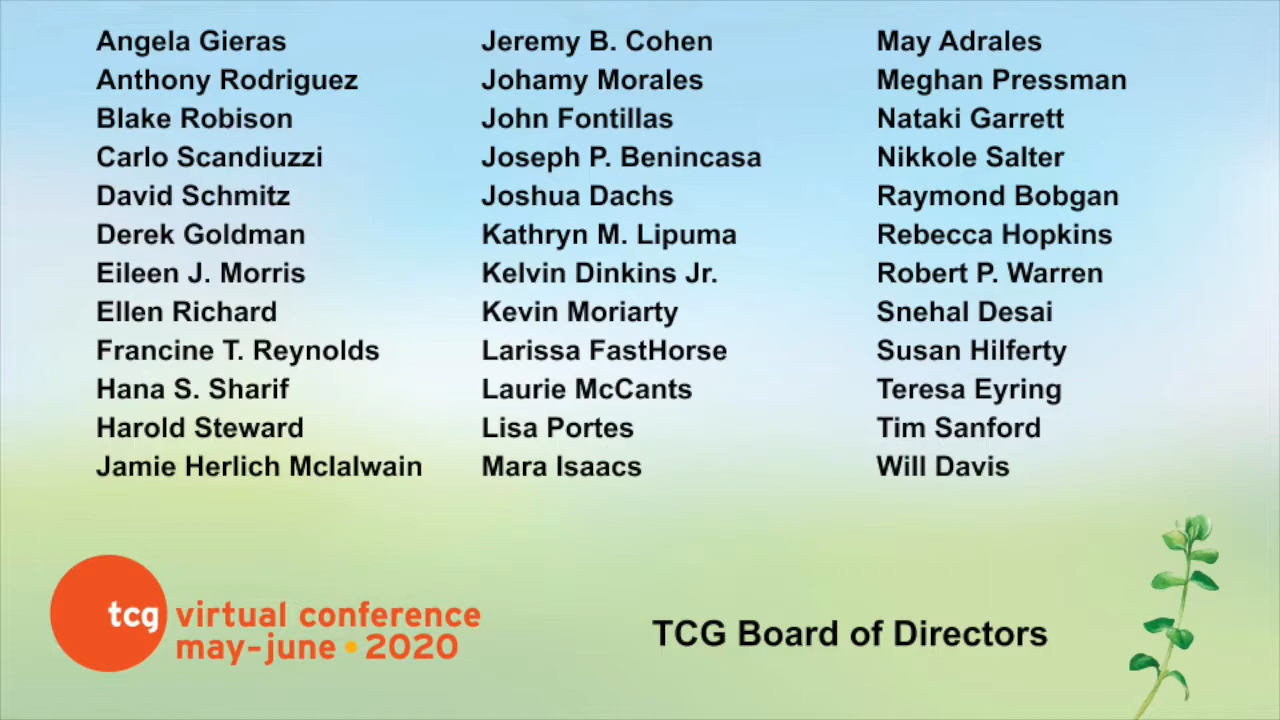 Angela Gieras
Anthony Rodriguez
Blake Robison
Carlo Scandiuzzi
David Schmitz
Derek Goldman
Eileen J. Morris
Ellen Richard
Francine T. Reynolds
Hana S. Sharif
Harold Steward
Jamie Herlich Mclalwain
Jeremy B. Cohen
Johamy Morales
John Fontillas
Joseph P. Benincasa
Joshua Dachs
Kathryn M. Lipuma
Kelvin Dinkins Jr.
Kevin Moriarty
Larissa FastHorse
Laurie McCants
Lisa Portes
Mara Isaacs
May Adrales
Meghan Pressman
Nataki Garrett
Nikkole Salter
Raymond Bobgan
Rebecca Hopkins
Robert P. Warren
Snehal Desai
Susan Hilferty
Teresa Eyring
Tim Sanford
Will Davis
tcg virtual conference
may-june • 2020
TCG Board of Directors